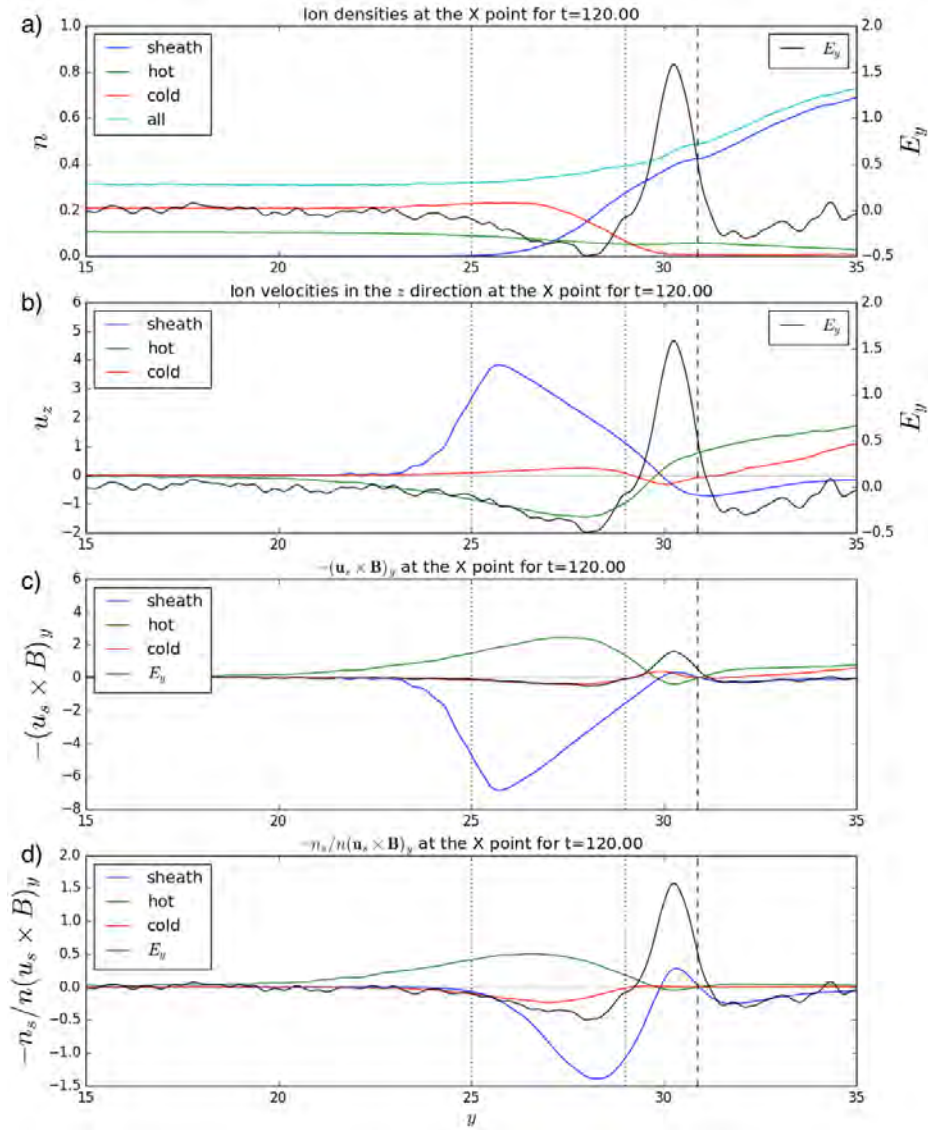 a)
Ion densities at the X point for t=120.00
1.0
0.8
0.6
0.4
0.2
0.0
n
sheath
hot
cold
all
E_y
2.0
1.5
1.0
0.5
0.0
−0.5
E_y
15 20 25 30 35
b)
Ion velocities in the z direction at the X point for t=120.00
6
5
4
3
2
1
0
−1
−2
u_z
sheath
hot
cold
E_y
2.0
1.5
1.0
0.5
0.0
−0.5
E_y
15 20 25 30 35
c)
−(u_s × B)_y at the X point for t=120.00
6
4
2
0
−2
−4
−6
−8
−(u_s × B)_y
sheath
hot
cold
E_y
15 20 25 30 35
d)
−n_s/n(u_s × B)_y at the X point for t=120.00
2.0
1.5
1.0
0.5
0.0
−0.5
−1.0
−1.5
−n_s/n(u_s × B)_y
sheath
hot
cold
E_y
15 20 25 30 35
y